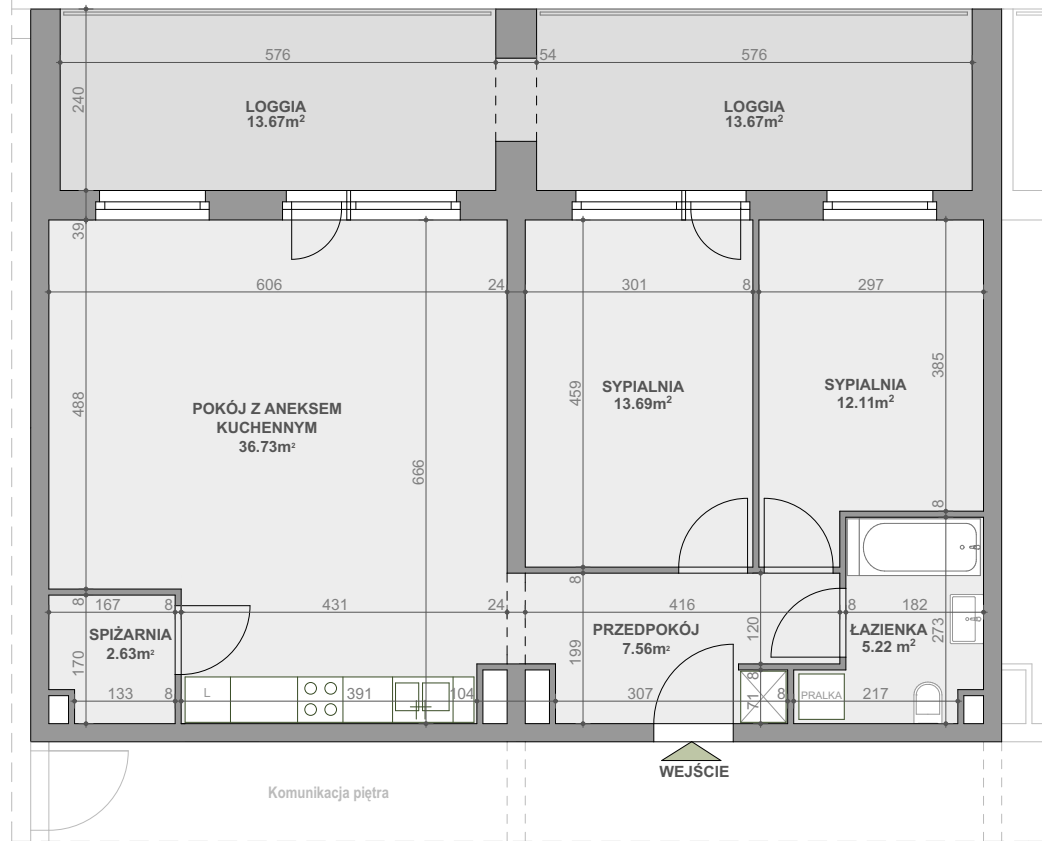 576
54
576
240
LOGGIA
13.67m²
LOGGIA
13.67m²
39
606
24
301
8
297
488
666
459
385
POKÓJ Z ANEKSEM
KUCHENNYM
36.73m²
SYPIALNIA
13.69m²
SYPIALNIA
12.11m²
8
8
8
167
8
431
24
416
8
182
SPIŻARNIA
2.63m²
170
PRZEDPOKÓJ
7.56m²
199
120
ŁAZIENKA
5.22 m²
273
133
8
L
391
104
307
71
8
8
PRALKA
217
WEJŚCIE
Komunikacja piętra